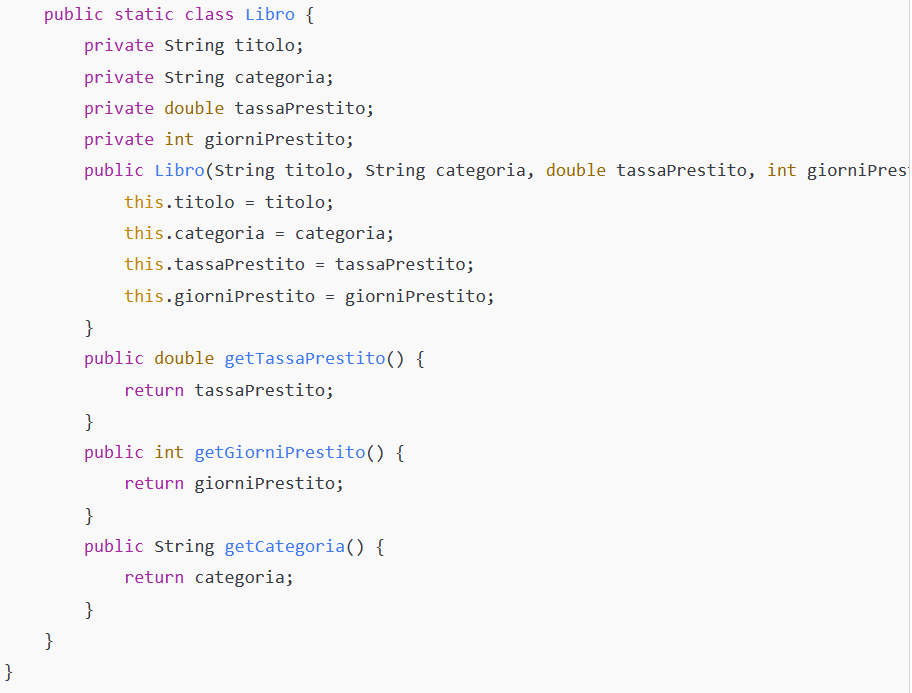 public static class Libro {
private String titolo;
private String categoria;
private double tassaPrestito;
private int giorniPrestito;
public Libro(String titolo, String categoria, double tassaPrestito, int giorniPres
this.titolo = titolo;
this.categoria = categoria;
this.tassaPrestito = tassaPrestito;
this.giorniPrestito = giorniPrestito;
}
public double getTassaPrestito() {
return tassaPrestito;
}
public int getGiorniPrestito() {
return giorniPrestito;
}
public String getCategoria() {
return categoria;
}
}
}